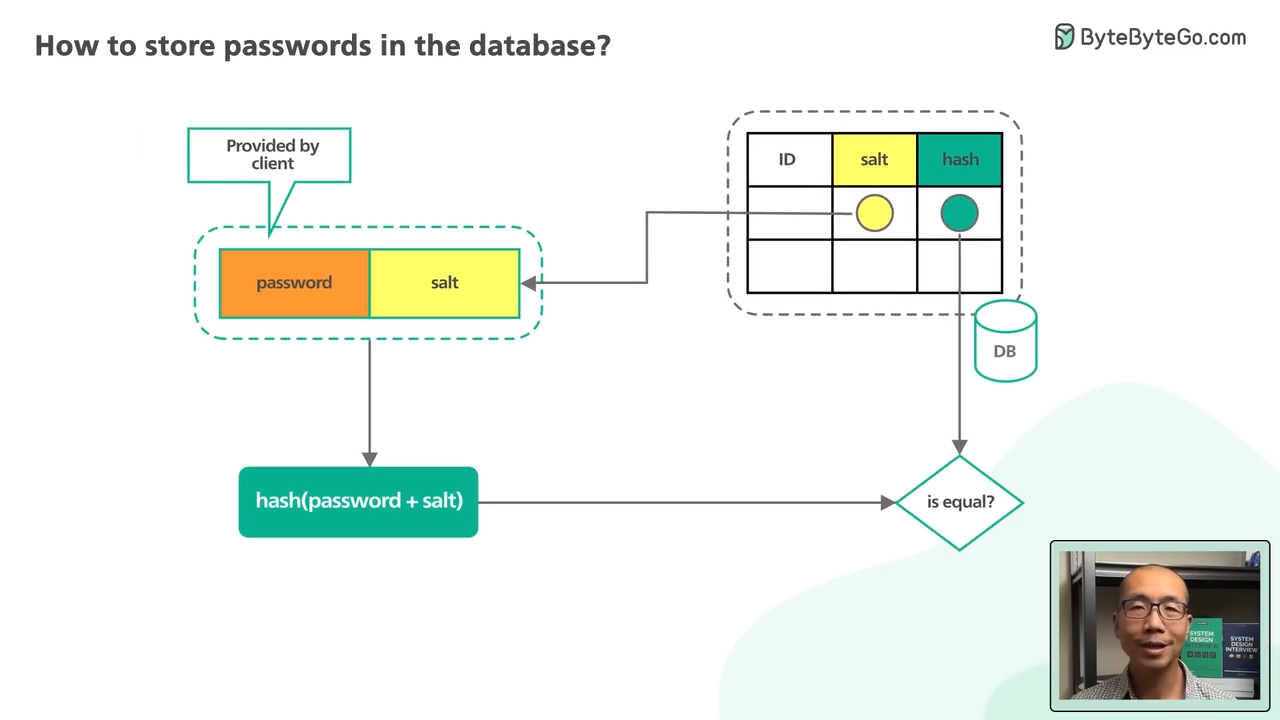 How to store passwords in the database?
ByteByteGo.com
Provided by
client
ID
salt
hash
password
salt
DB
hash(password + salt)
is equal?
SYSTEM
DESIGN
INTERVIEW
SYSTEM
DESIGN
INTERVIEW